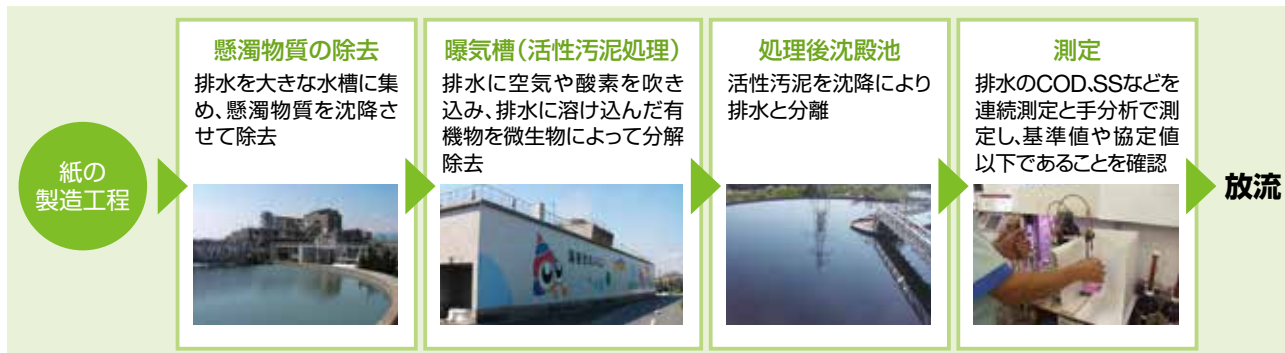 紙の
製造工程
懸濁物質の除去
排水を大きな水槽に集
め、懸濁物質を沈降さ
せて除去
曝気槽(活性汚泥処理)
排水に空気や酸素を吹き
込み、排水に溶け込んだ有
機物を微生物によって分解
除去
処理後沈殿池
活性汚泥を沈降により
排水と分離
測定
排水のCOD、SSなどを
連続測定と手分析で測
定し、基準値や協定値
以下であることを確認
放流